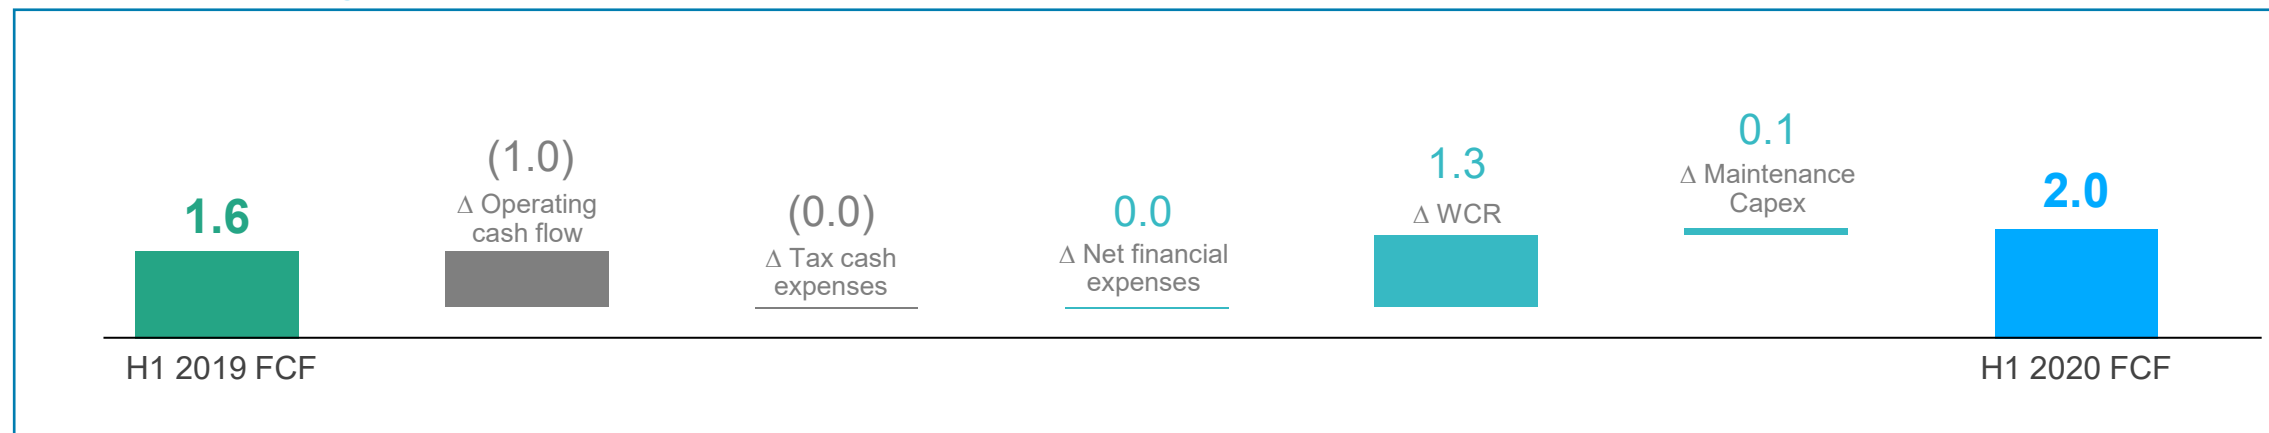 1.6
H1 2019 FCF
(1.0)
Δ Operating
cash flow
(0.0)
Δ Tax cash
expenses
0.0
Δ Net financial
expenses
1.3
Δ WCR
0.1
Δ Maintenance
Capex
2.0
H1 2020 FCF